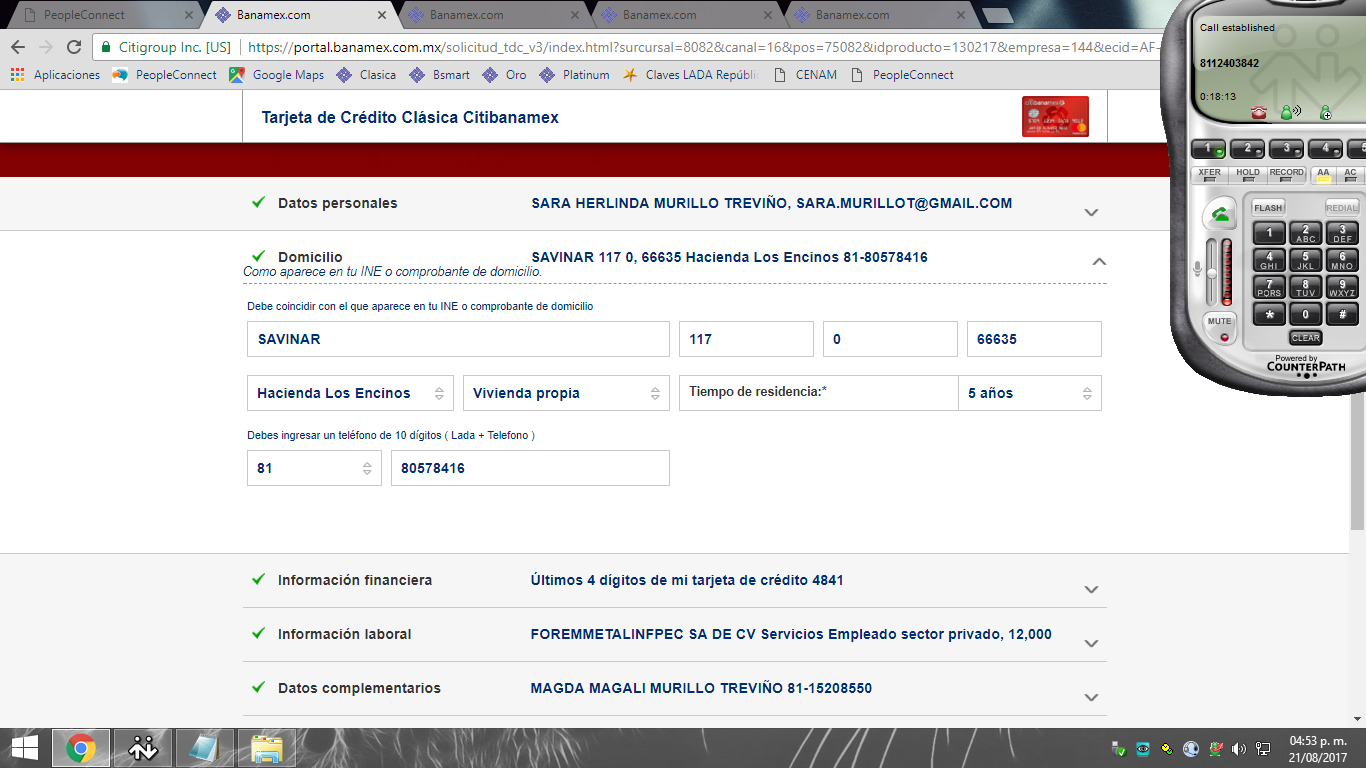 PeopleConnect
Banamex.com
Banamex.com
Banamex.com
Banamex.com
Citigroup Inc. [US]
https://portal.banamex.com.mx/solicitud_tdc_v3/index.html?sursursal=8082&canal=16&pos=75082&idproducto=130217&empresa=144&ecid=AF-
Aplicaciones
PeopleConnect
Google Maps
Clasica
Bsmart
Oro
Platinum
Claves LADA Repúblic
CENAM
PeopleConnect
Call established
8112403842
0:18:13
1 2 3 4 5
XFER HOLD RECORD AA AC
FLASH REDIAL
1 2 ABC 3 DEF
4 GHI 5 JKL 6 MNO
7 PQRS 8 TUV 9 WXYZ
* 0 #
MUTE
CLEAR
Powered by
COUNTERPATH
Tarjeta de Crédito Clásica Citibanamex
citibanamex
Datos personales
SARA HERLINDA MURILLO TREVIÑO, SARA.MURILLOT@GMAIL.COM
Domicilio
SAVINAR 117 0, 66635 Hacienda Los Encinos 81-80578416
Como aparece en tu INE o comprobante de domicilio.
Debe coincidir con el que aparece en tu INE o comprobante de domicilio
SAVINAR
117
0
66635
Hacienda Los Encinos
Vivienda propia
Tiempo de residencia:*
5 años
Debes ingresar un teléfono de 10 dígitos ( Lada + Telefono )
81
80578416
Información financiera
Últimos 4 dígitos de mi tarjeta de crédito 4841
Información laboral
FOREMMETALINFPEC SA DE CV Servicios Empleado sector privado, 12,000
Datos complementarios
MAGDA MAGALI MURILLO TREVIÑO 81-15208550
04:53 p. m.
21/08/2017